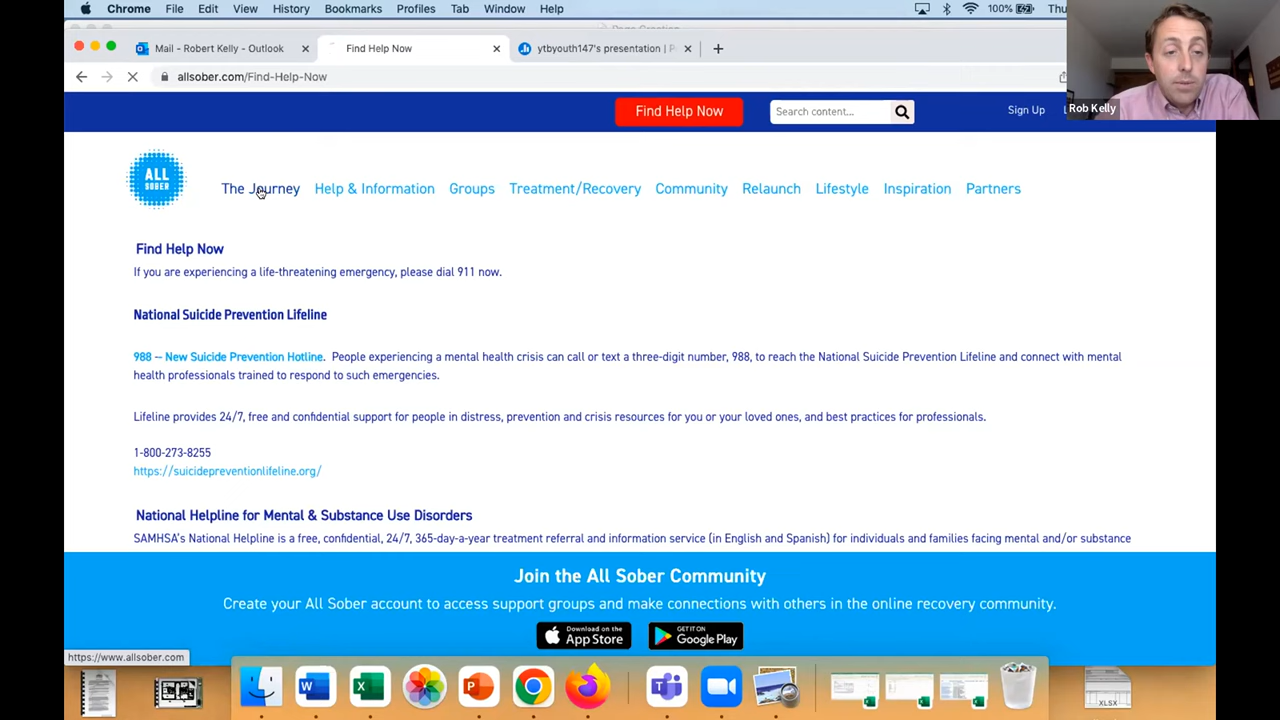 Chrome File Edit View History Bookmarks Profiles Tab Window Help 100% Thu
Mail - Robert Kelly - Outlook
Find Help Now
ytbyouth147's presentation | P
allsober.com/Find-Help-Now
Rob Kelly
Find Help Now
Search content...
Sign Up
ALL
SOBER
The Journey Help & Information Groups Treatment/Recovery Community Relaunch Lifestyle Inspiration Partners
Find Help Now
If you are experiencing a life-threatening emergency, please dial 911 now.
National Suicide Prevention Lifeline
988 -- New Suicide Prevention Hotline. People experiencing a mental health crisis can call or text a three-digit number, 988, to reach the National Suicide Prevention Lifeline and connect with mental
health professionals trained to respond to such emergencies.
Lifeline provides 24/7, free and confidential support for people in distress, prevention and crisis resources for you or your loved ones, and best practices for professionals.
1-800-273-8255
https://suicidepreventionlifeline.org/
National Helpline for Mental & Substance Use Disorders
SAMHSA's National Helpline is a free, confidential, 24/7, 365-day-a-year treatment referral and information service (in English and Spanish) for individuals and families facing mental and/or substance
Join the All Sober Community
Create your All Sober account to access support groups and make connections with others in the online recovery community.
Download on the
App Store
GET IT ON
Google Play
https://www.allsober.com
W
X
P
T
XLSX